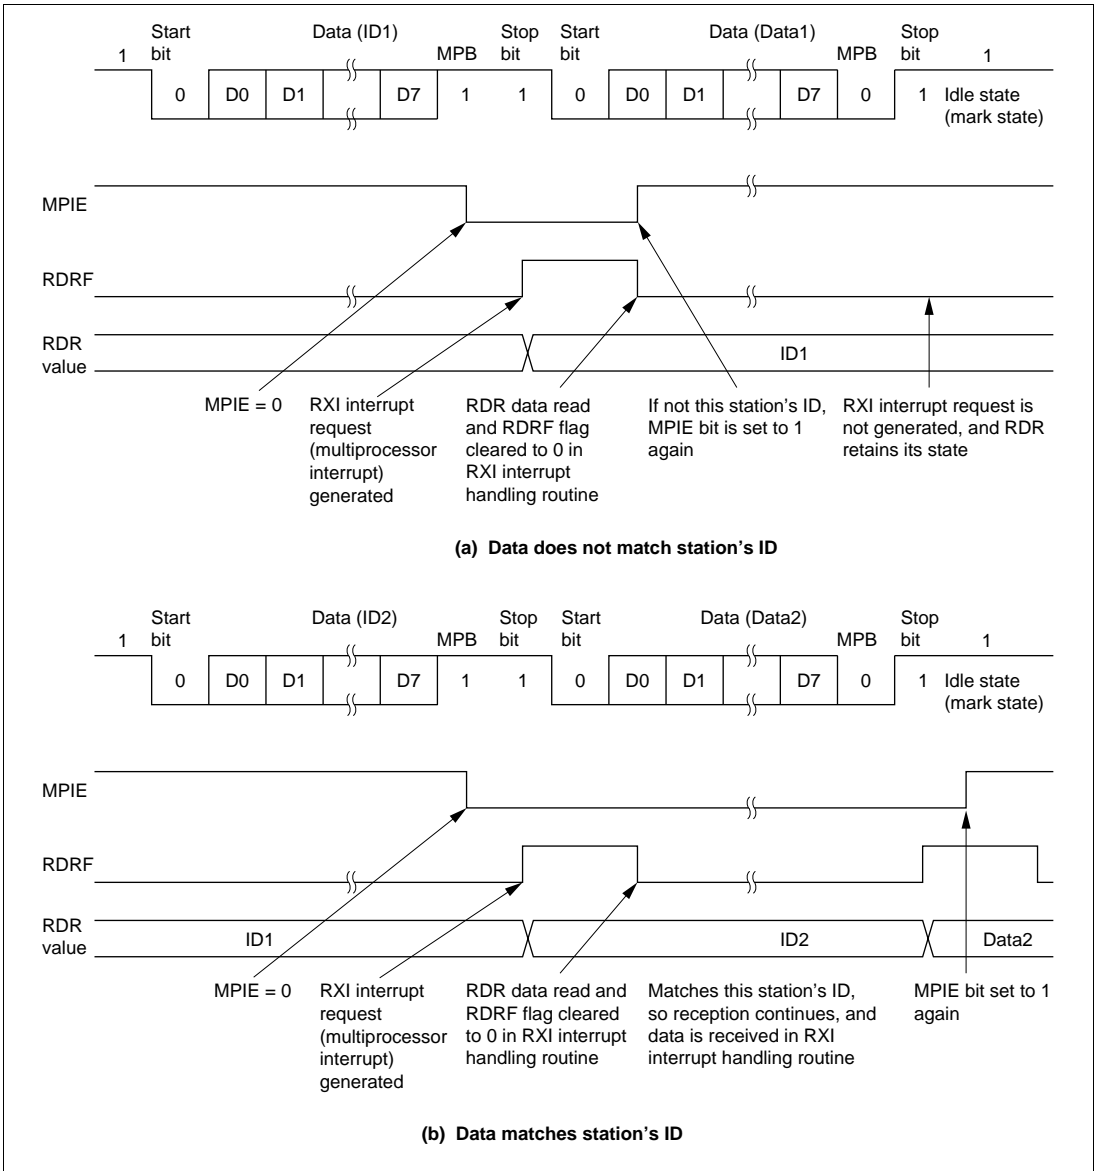 Start bit
Data (ID1)
MPB
Stop bit
Start bit
Data (Data1)
MPB
Stop bit
1
1
0 D0 D1 D7 1 1 0 D0 D1 D7 0 1 Idle state (mark state)
MPIE
RDRF
RDR value
ID1
MPIE = 0
RXI interrupt
request
(multiprocessor
interrupt)
generated
RDR data read
and RDRF flag
cleared to 0 in
RXI interrupt
handling routine
If not this station's ID,
MPIE bit is set to 1
again
RXI interrupt request is
not generated, and RDR
retains its state
(a) Data does not match station's ID
Start bit
Data (ID2)
MPB
Stop bit
Start bit
Data (Data2)
MPB
Stop bit
1
1
0 D0 D1 D7 1 1 0 D0 D1 D7 0 1 Idle state (mark state)
MPIE
RDRF
RDR value
ID1
ID2
Data2
MPIE = 0
RXI interrupt
request
(multiprocessor
interrupt)
generated
RDR data read and
RDRF flag cleared
to 0 in RXI interrupt
handling routine
Matches this station's ID,
so reception continues, and
data is received in RXI
interrupt handling routine
MPIE bit set to 1
again
(b) Data matches station's ID